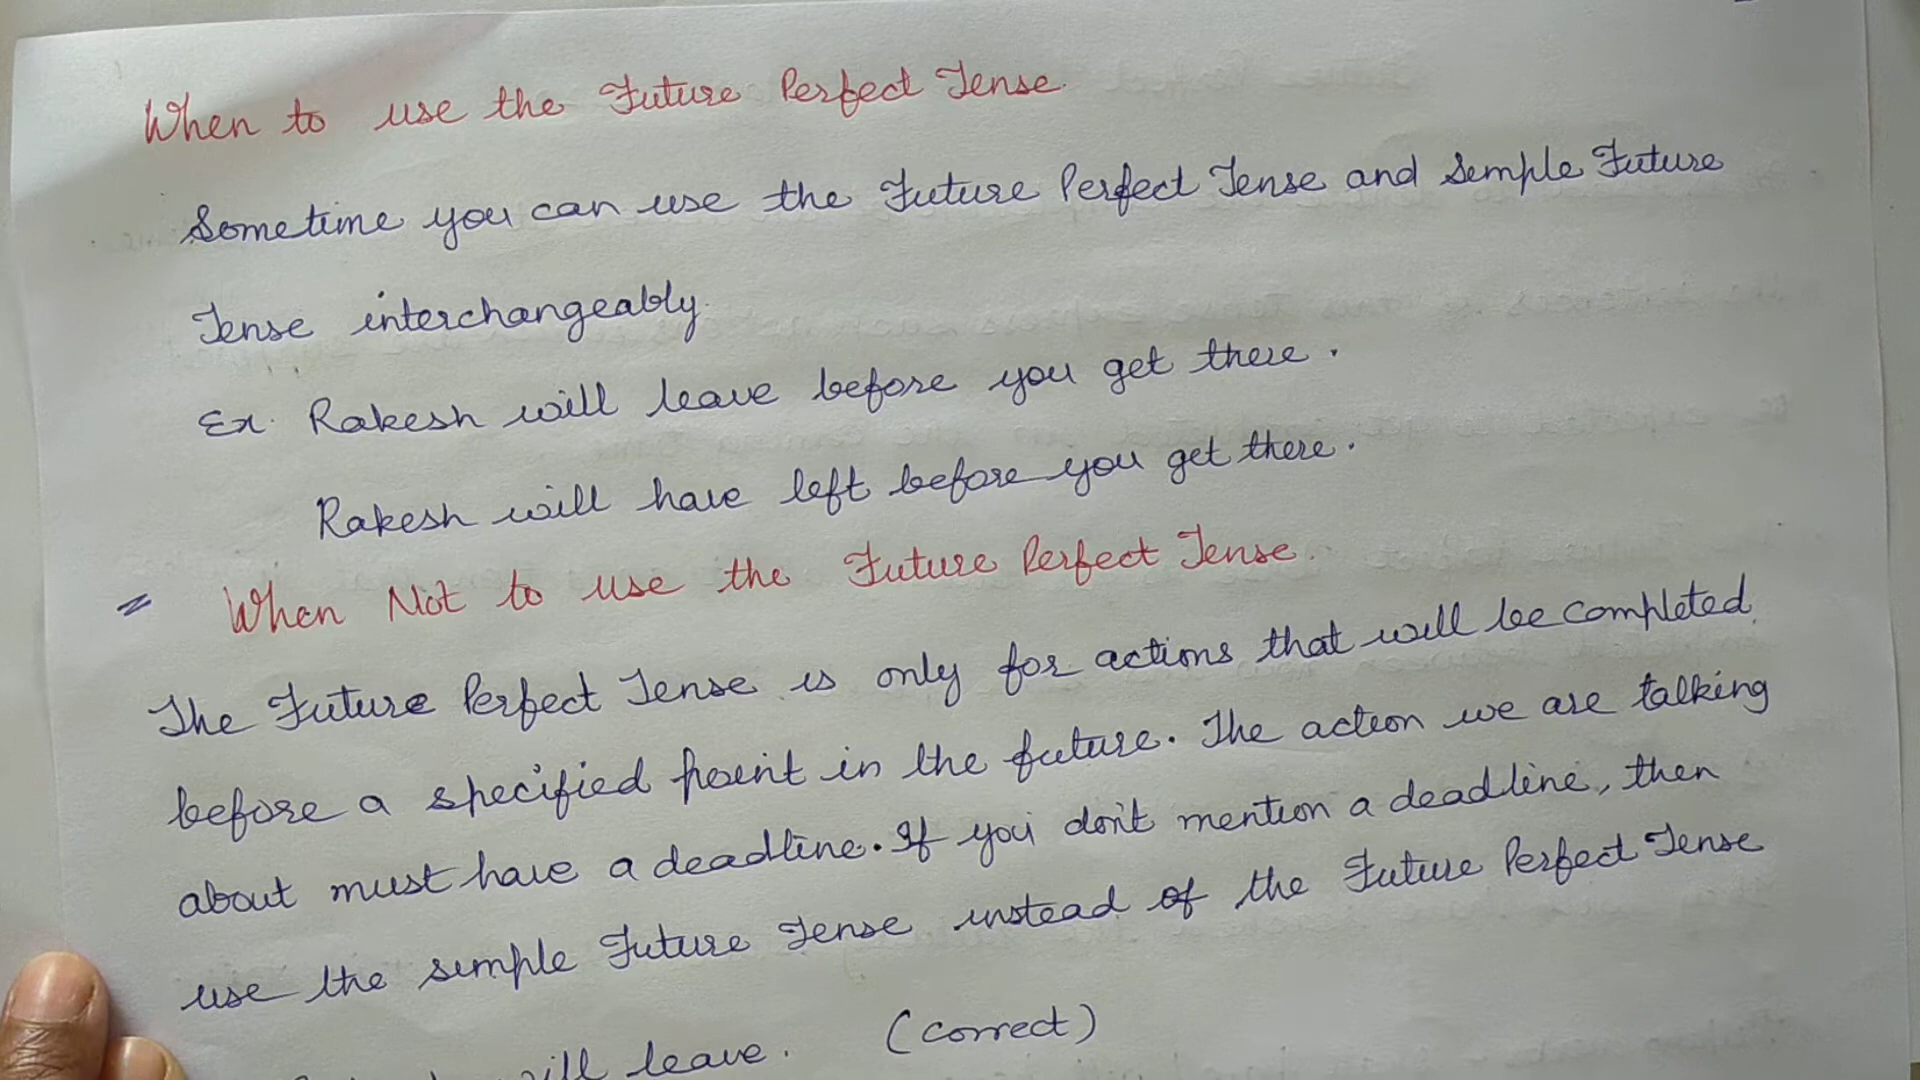 When to use the Future Perfect Tense.
Sometime you can use the Future Perfect Tense and Simple Future
Tense interchangeably.
Ex. Rakesh will leave before you get there.
Rakesh will have left before you get there.
When Not to use the Future Perfect Tense.
The Future Perfect Tense is only for actions that will be completed
before a specified point in the future. The action we are talking
about must have a deadline. If you don't mention a deadline, then
use the simple Future Tense instead of the Future Perfect Tense
will leave. (correct)